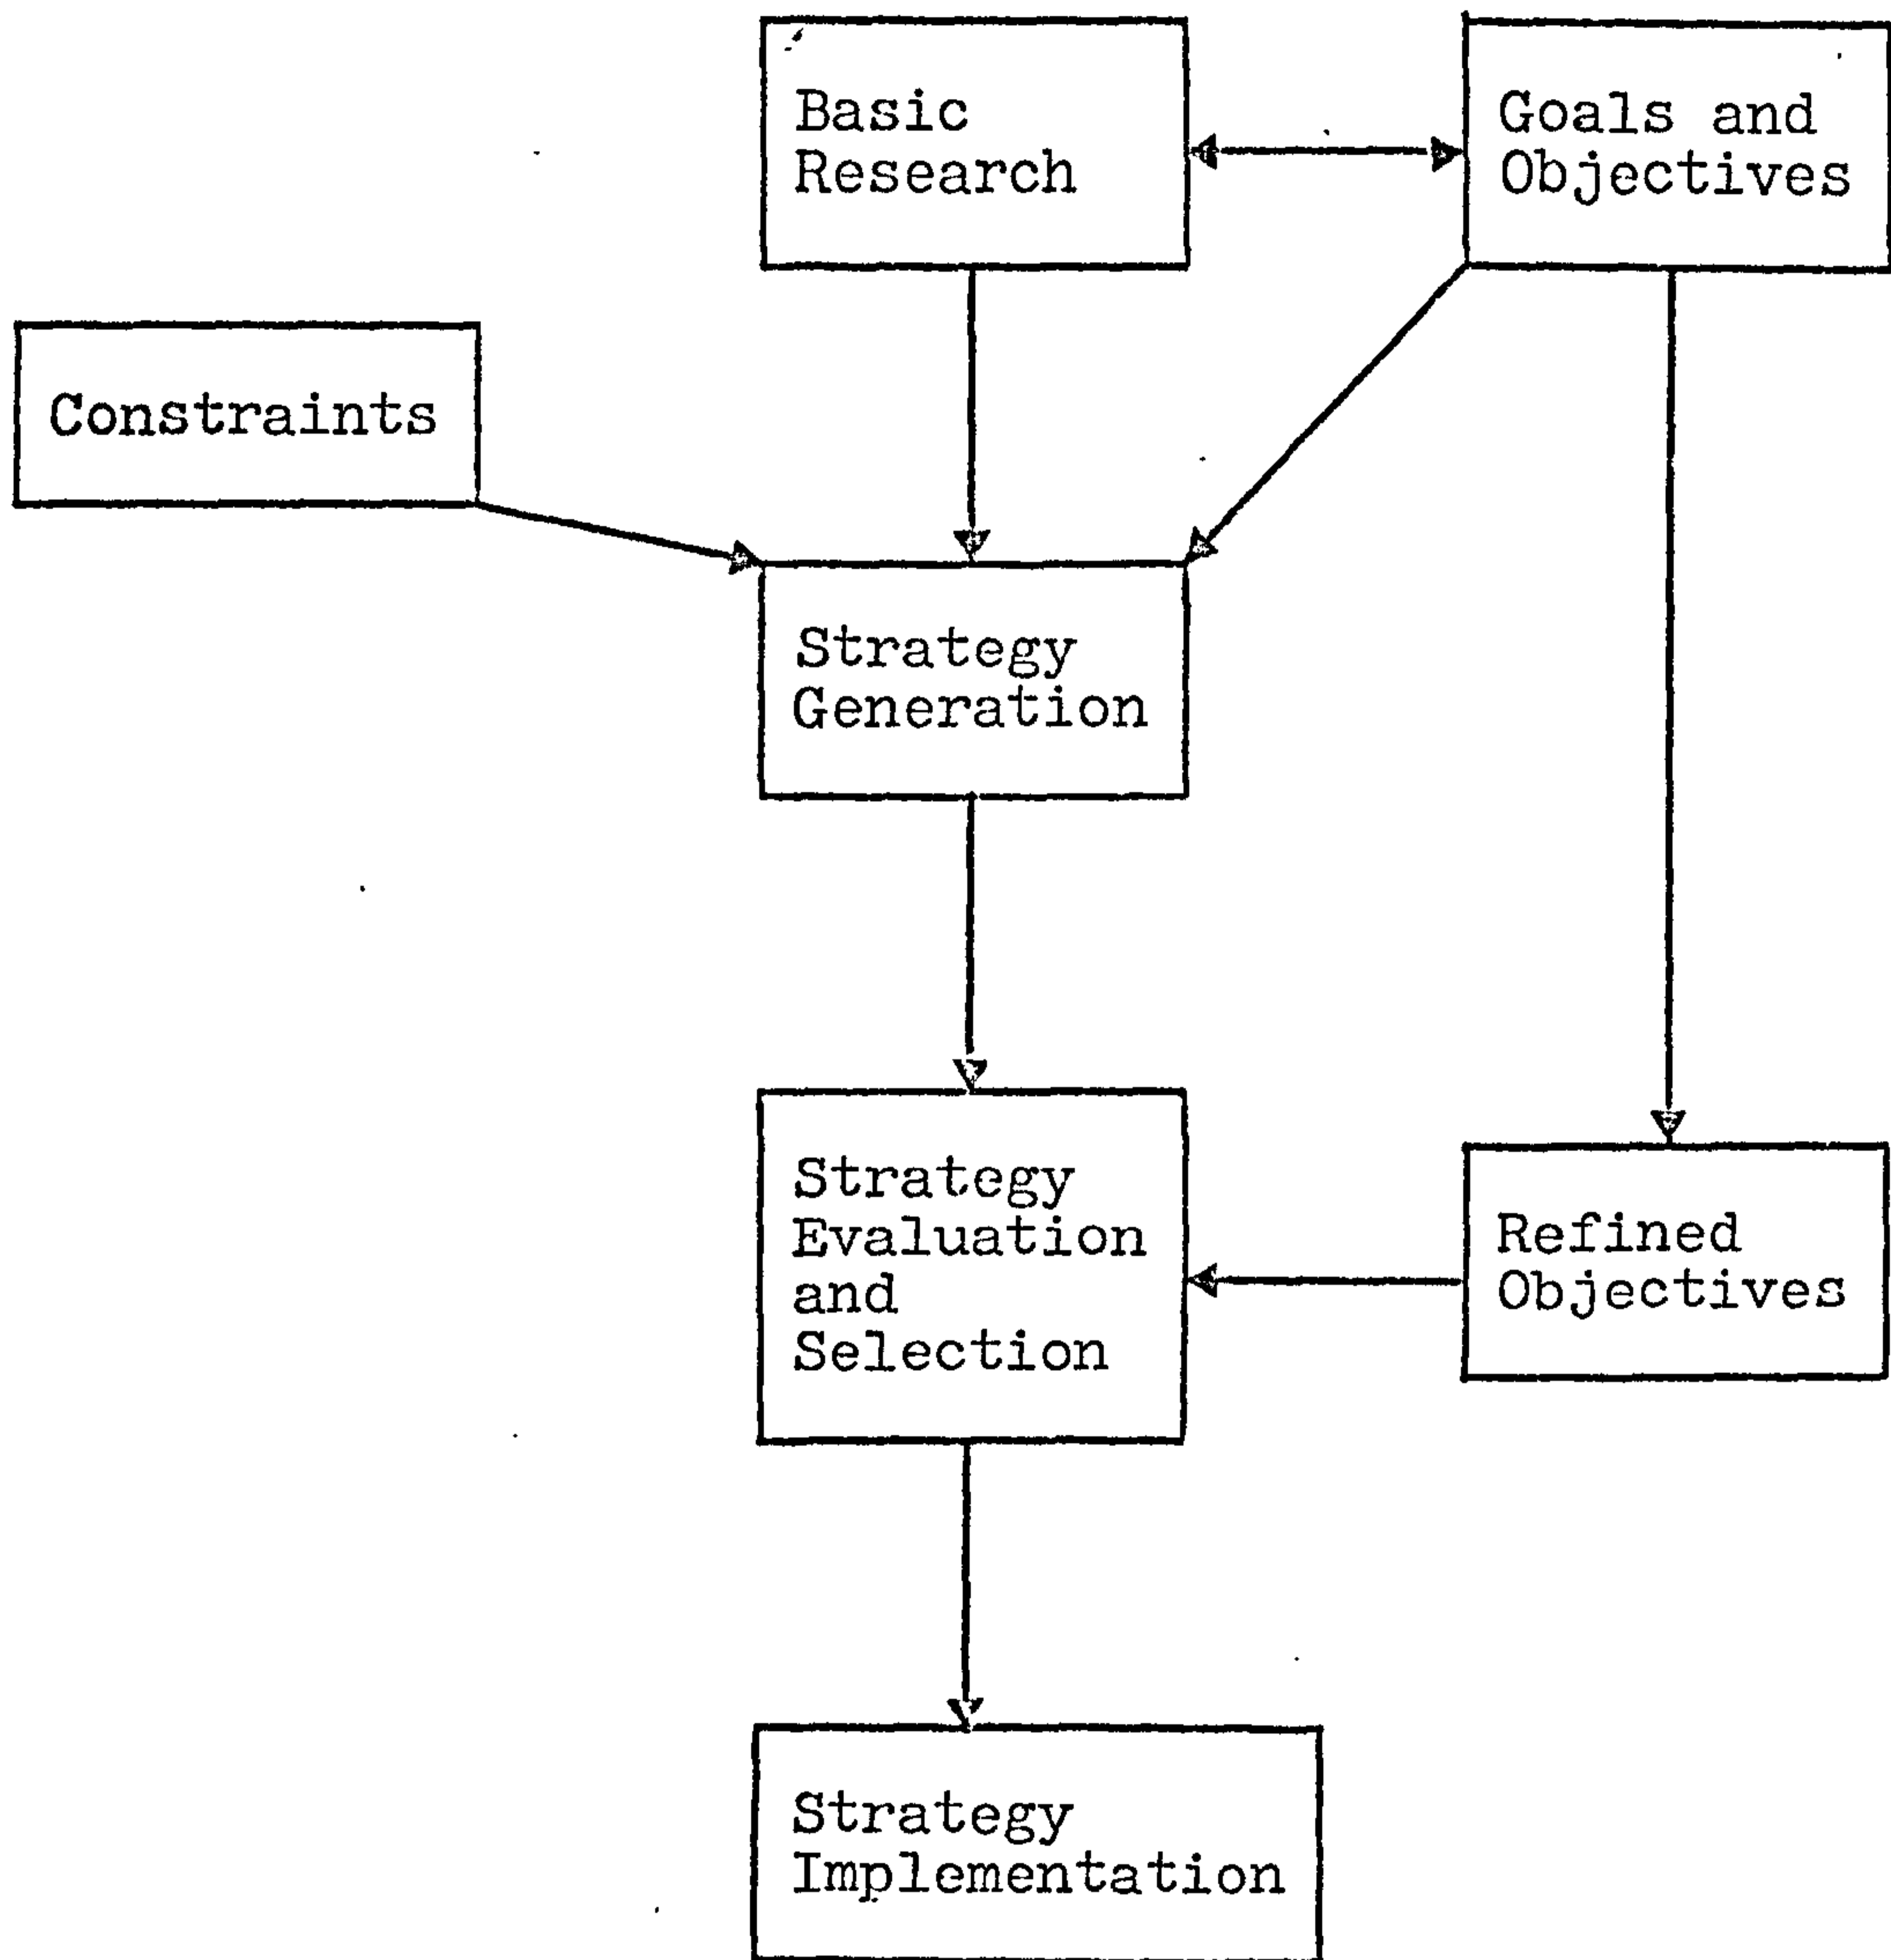 Basic
Research
Goals and
Objectives
Constraints
Strategy
Generation
Strategy
Evaluation
and
Selection
Refined
Objectives
Strategy
Implementation